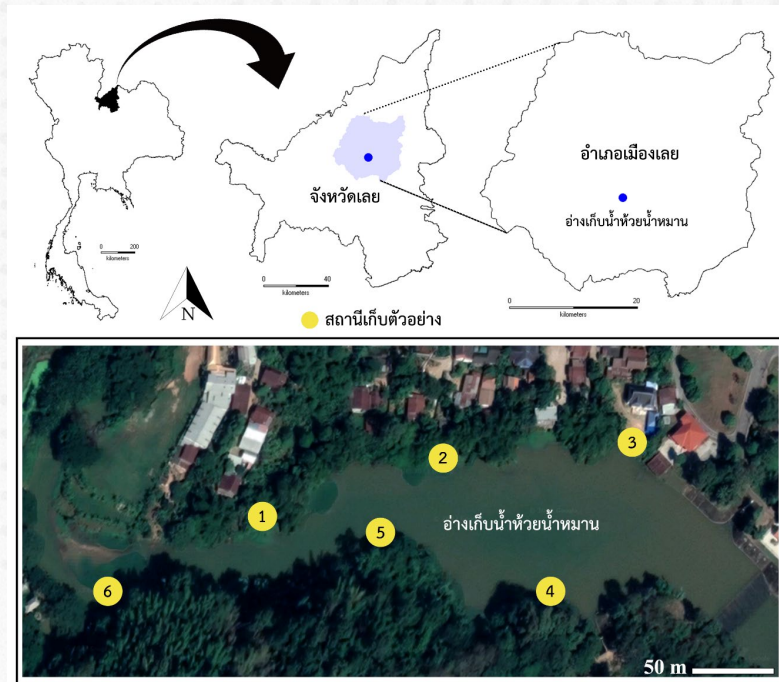 อำเภอเมืองเลย
จังหวัดเลย
อ่างเก็บน้ำห้วยน้ำหมาน
0 200
kilometers
0 40
kilometers
0 20
kilometers
N
สถานีเก็บตัวอย่าง
1
2
3
อ่างเก็บน้ำห้วยน้ำหมาน
5
4
6
50 m